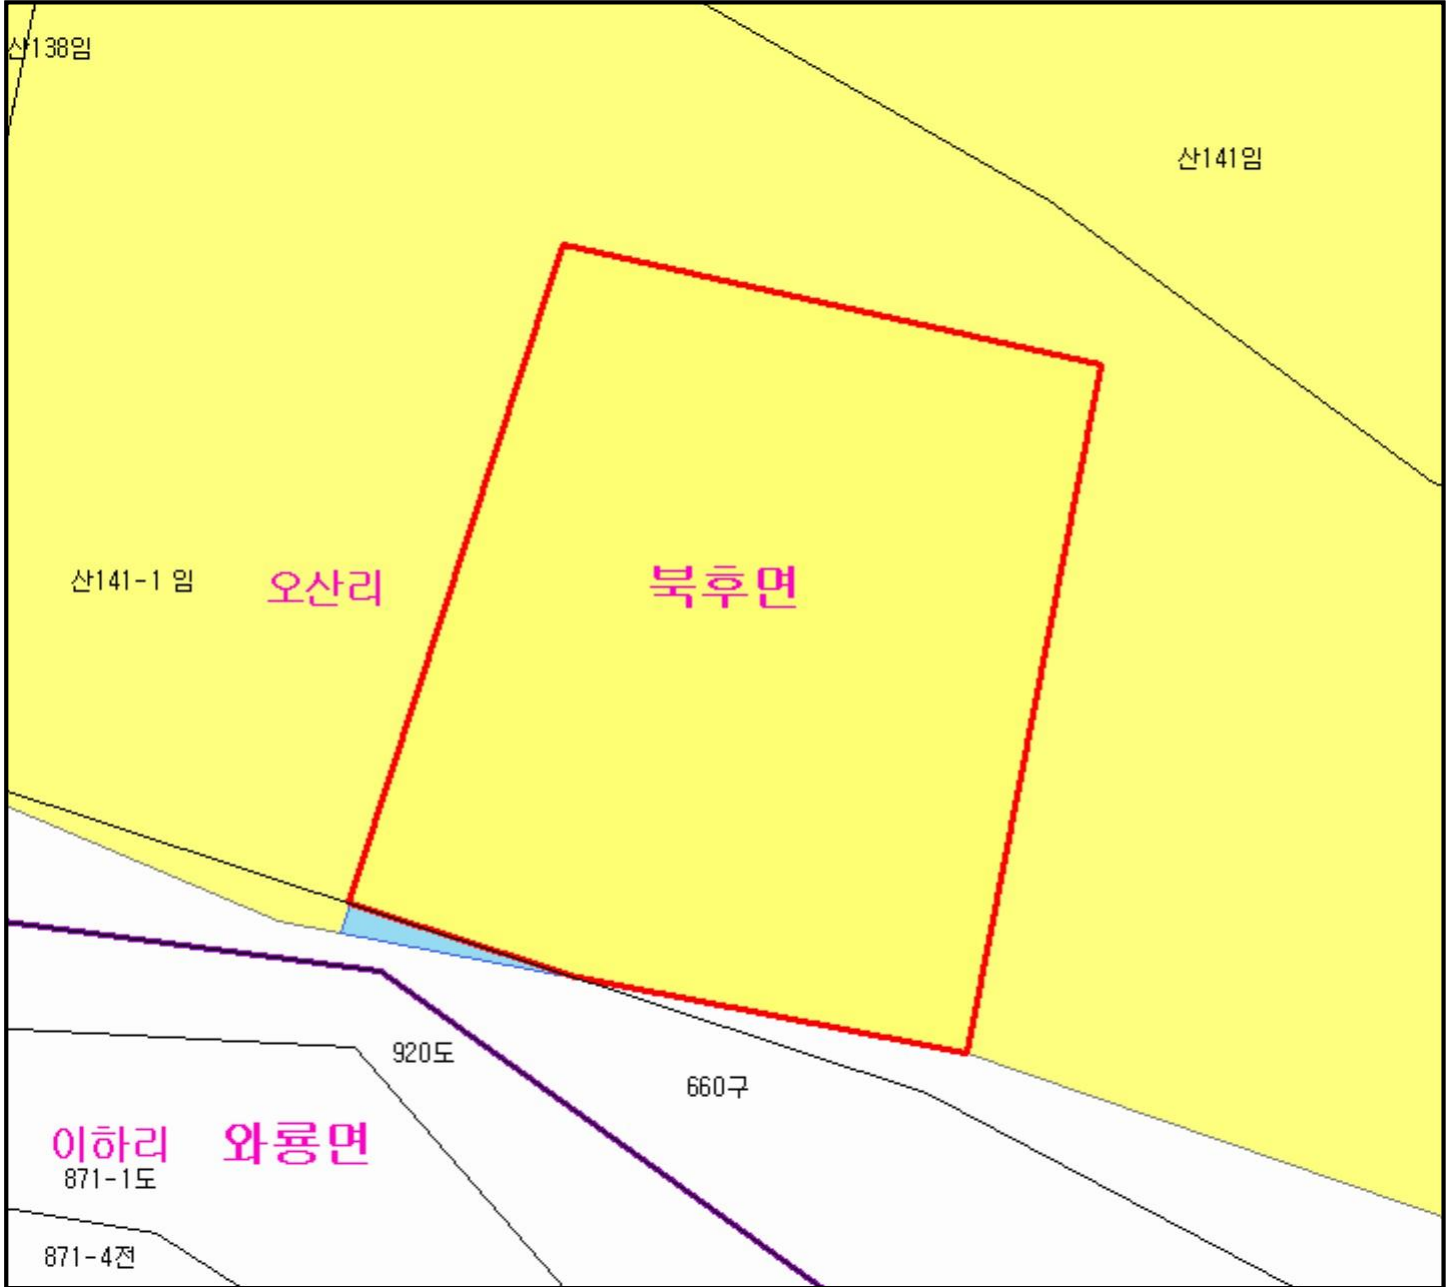 산138임
산141임
산141-1 임
오산리
북후면
920도
660구
이하리
와룡면
871-1도
871-4전